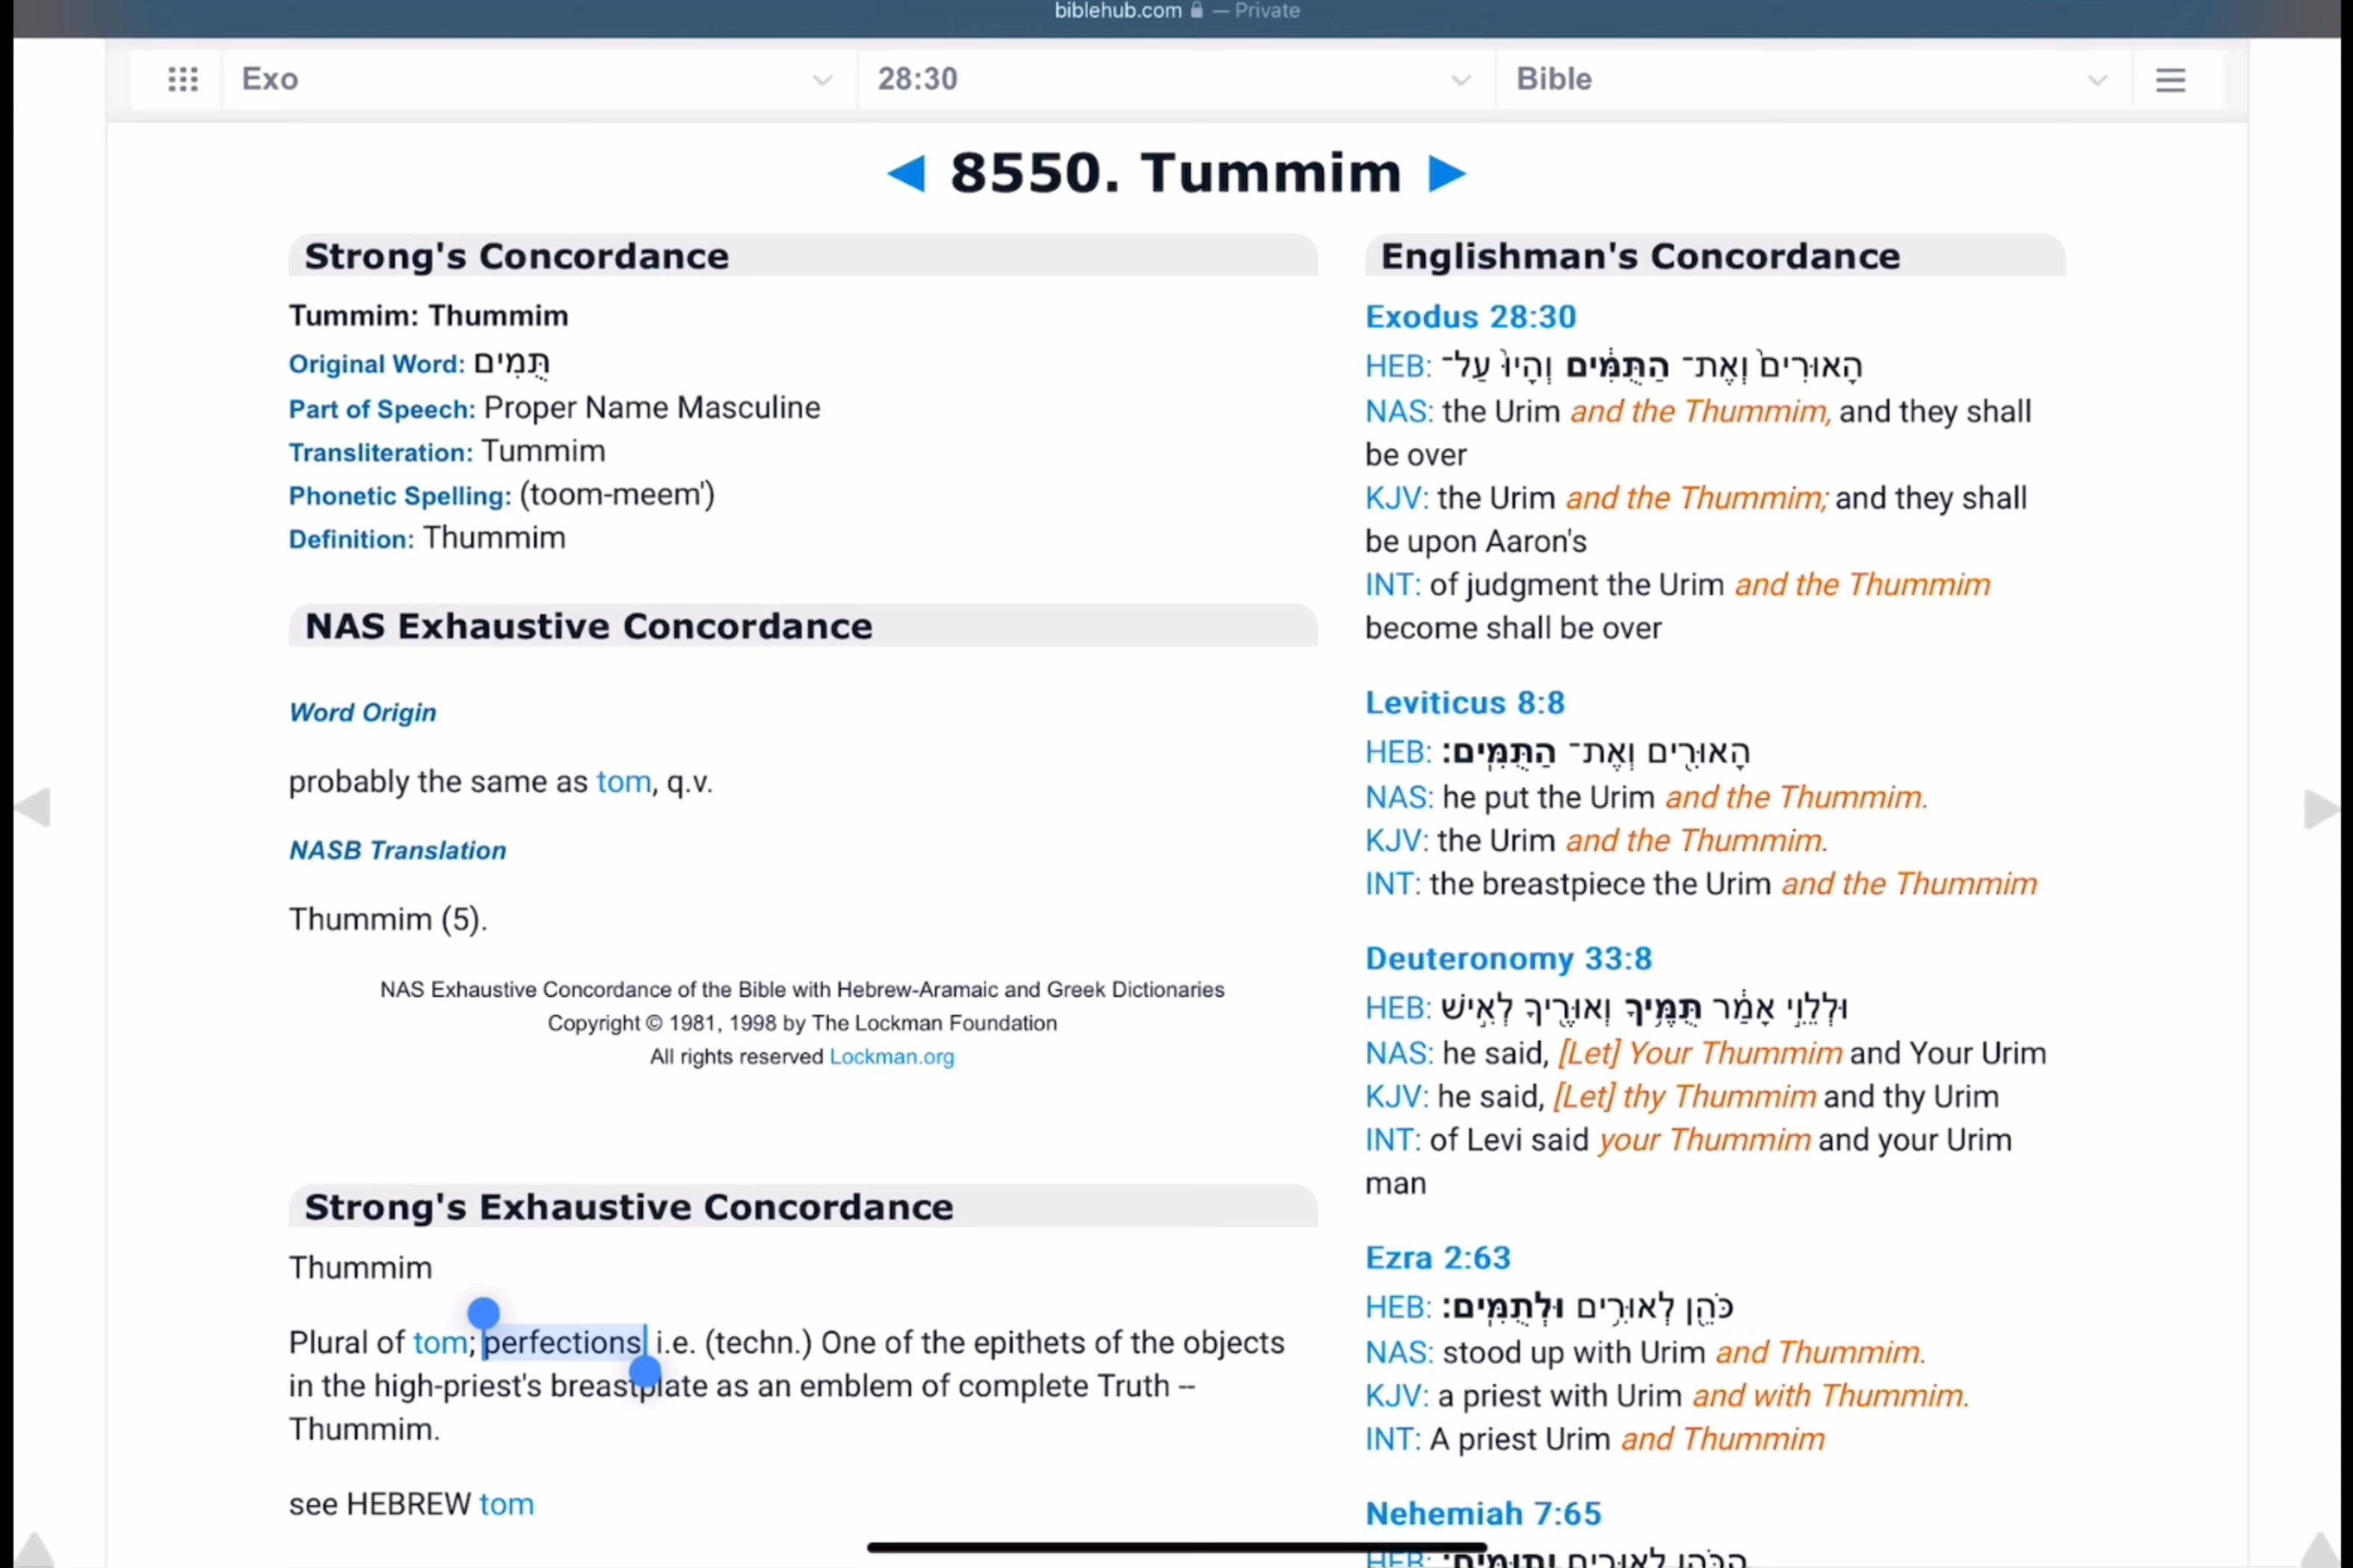 biblehub.com — Private
Exo
28:30
Bible
8550. Tummim
Strong's Concordance
Tummim: Thummim
Original Word: תֻּמִּים
Part of Speech: Proper Name Masculine
Transliteration: Tummim
Phonetic Spelling: (toom-meem')
Definition: Thummim
NAS Exhaustive Concordance
Word Origin
probably the same as tom, q.v.
NASB Translation
Thummim (5).
NAS Exhaustive Concordance of the Bible with Hebrew-Aramaic and Greek Dictionaries
Copyright © 1981, 1998 by The Lockman Foundation
All rights reserved Lockman.org
Strong's Exhaustive Concordance
Thummim
Plural of tom; perfections, i.e. (techn.) One of the epithets of the objects
in the high-priest's breastplate as an emblem of complete Truth --
Thummim.
see HEBREW tom
Englishman's Concordance
Exodus 28:30
HEB: הָאוּרִים֙ וְאֶת־ הַתֻּמִּ֔ים וְהָיוּ֙ עַל־
NAS: the Urim and the Thummim, and they shall
be over
KJV: the Urim and the Thummim; and they shall
be upon Aaron's
INT: of judgment the Urim and the Thummim
become shall be over
Leviticus 8:8
HEB: הָאוּרִ֖ים וְאֶת־ הַתֻּמִּֽים׃
NAS: he put the Urim and the Thummim.
KJV: the Urim and the Thummim.
INT: the breastpiece the Urim and the Thummim
Deuteronomy 33:8
HEB: וּלְלֵוִ֣י אָמַ֔ר תֻּמֶּ֥יךָ וְאוּרֶ֖יךָ לְאִ֣ישׁ
NAS: he said, [Let] Your Thummim and Your Urim
KJV: he said, [Let] thy Thummim and thy Urim
INT: of Levi said your Thummim and your Urim
man
Ezra 2:63
HEB: כֹּהֵ֖ן לְאוּרִ֥ים וּלְתֻמִּֽים׃
NAS: stood up with Urim and Thummim.
KJV: a priest with Urim and with Thummim.
INT: A priest Urim and Thummim
Nehemiah 7:65
HEB: